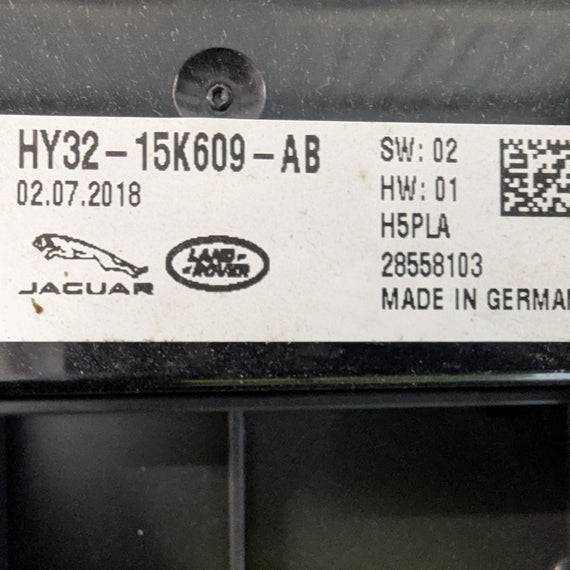 HY32-15K609-AB
02.07.2018
JAGUAR
LAND ROVER
SW: 02
HW: 01
H5PLA
28558103
MADE IN GERMAN